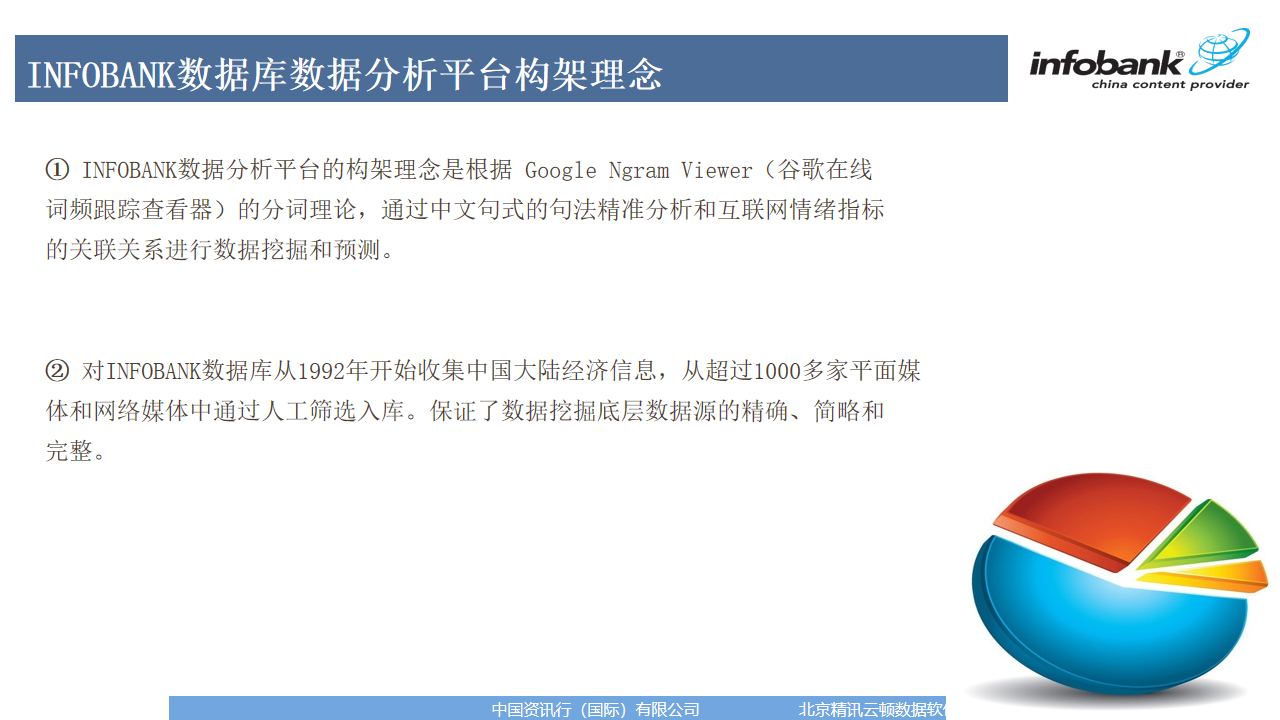 INFOBANK数据库数据分析平台构架理念
infobank®
china content provider
① INFOBANK数据分析平台的构架理念是根据 Google Ngram Viewer（谷歌在线
词频跟踪查看器）的分词理论，通过中文句式的句法精准分析和互联网情绪指标
的关联关系进行数据挖掘和预测。
② 对INFOBANK数据库从1992年开始收集中国大陆经济信息，从超过1000多家平面媒
体和网络媒体中通过人工筛选入库。保证了数据挖掘底层数据源的精确、简略和
完整。
中国资讯行（国际）有限公司 北京精讯云顿数据软